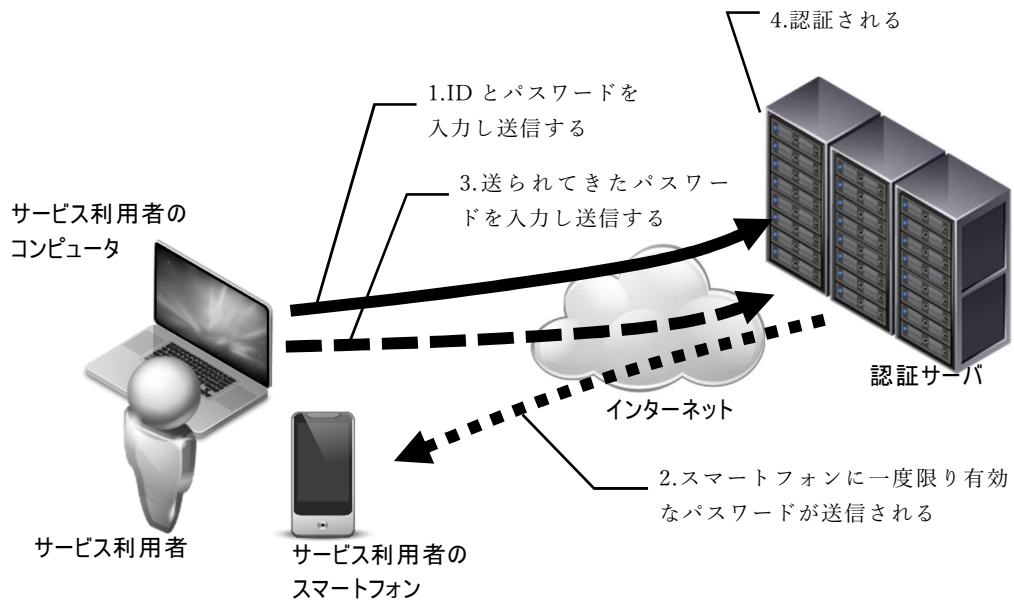 4.認証される
1.ID とパスワードを
入力し送信する
3.送られてきたパスワー
ドを入力し送信する
サービス利用者の
コンピュータ
認証サーバ
インターネット
2.スマートフォンに一度限り有効
なパスワードが送信される
サービス利用者
サービス利用者の
スマートフォン